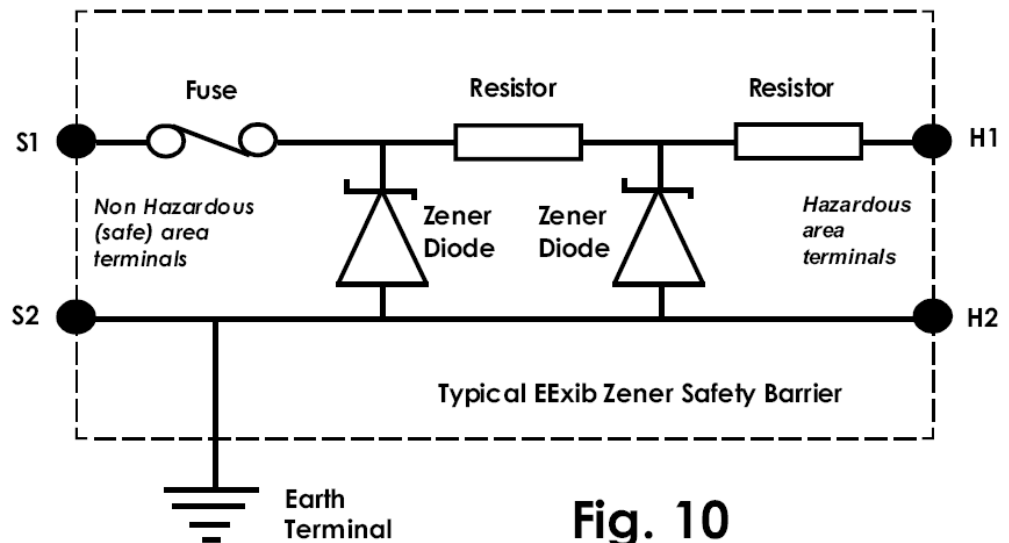 Fuse
Resistor
Resistor
S1
H1
Non Hazardous
(safe) area
terminals
Zener
Diode
Zener
Diode
Hazardous
area
terminals
S2
H2
Typical EExib Zener Safety Barrier
Earth
Terminal
Fig. 10